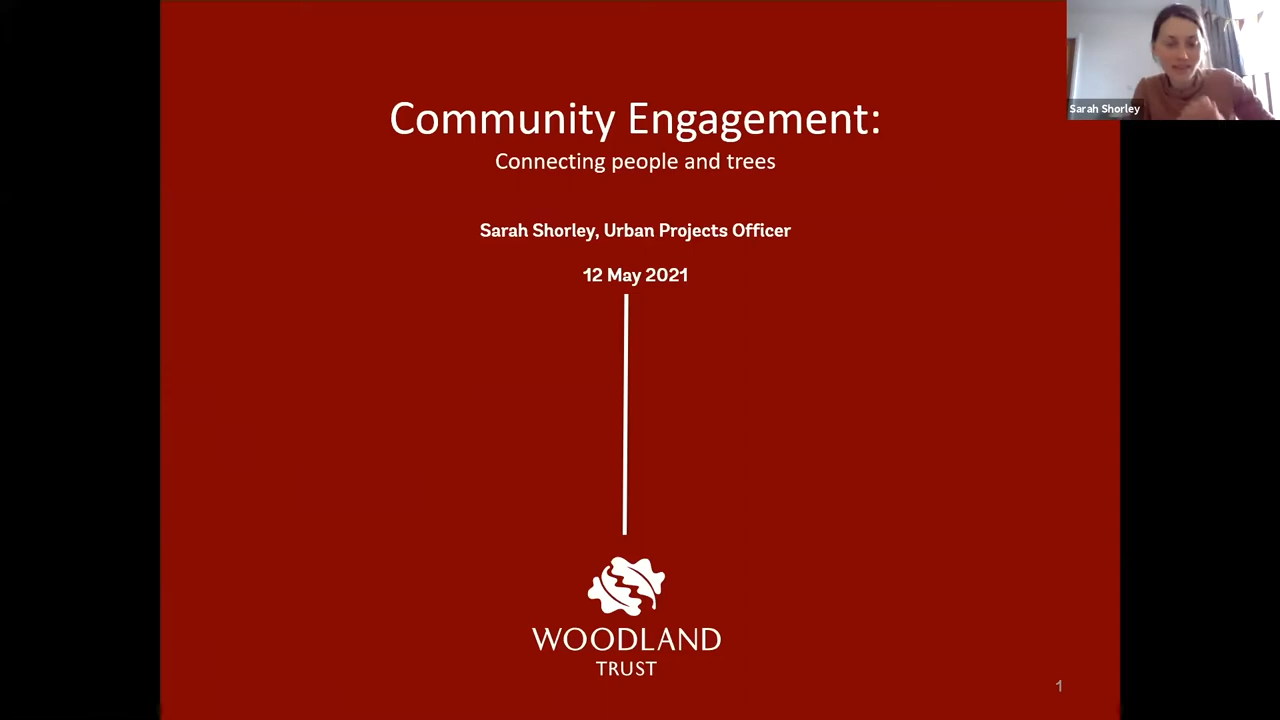 Community Engagement:
Connecting people and trees
Sarah Shorley, Urban Projects Officer
12 May 2021
WOODLAND
TRUST
1
Sarah Shorley